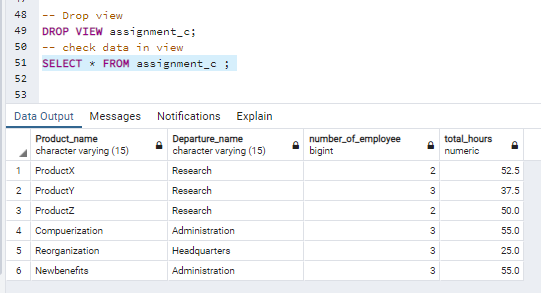 47
48 -- Drop view
49 DROP VIEW assignment_c;
50 -- check data in view
51 SELECT * FROM assignment_c ;
52
53
Data Output Messages Notifications Explain
Product_name Departure_name number_of_employee total_hours
character varying (15) character varying (15) bigint numeric
1 ProductX Research 2 52.5
2 ProductY Research 3 37.5
3 ProductZ Research 2 50.0
4 Compuerization Administration 3 55.0
5 Reorganization Headquarters 3 25.0
6 Newbenefits Administration 3 55.0